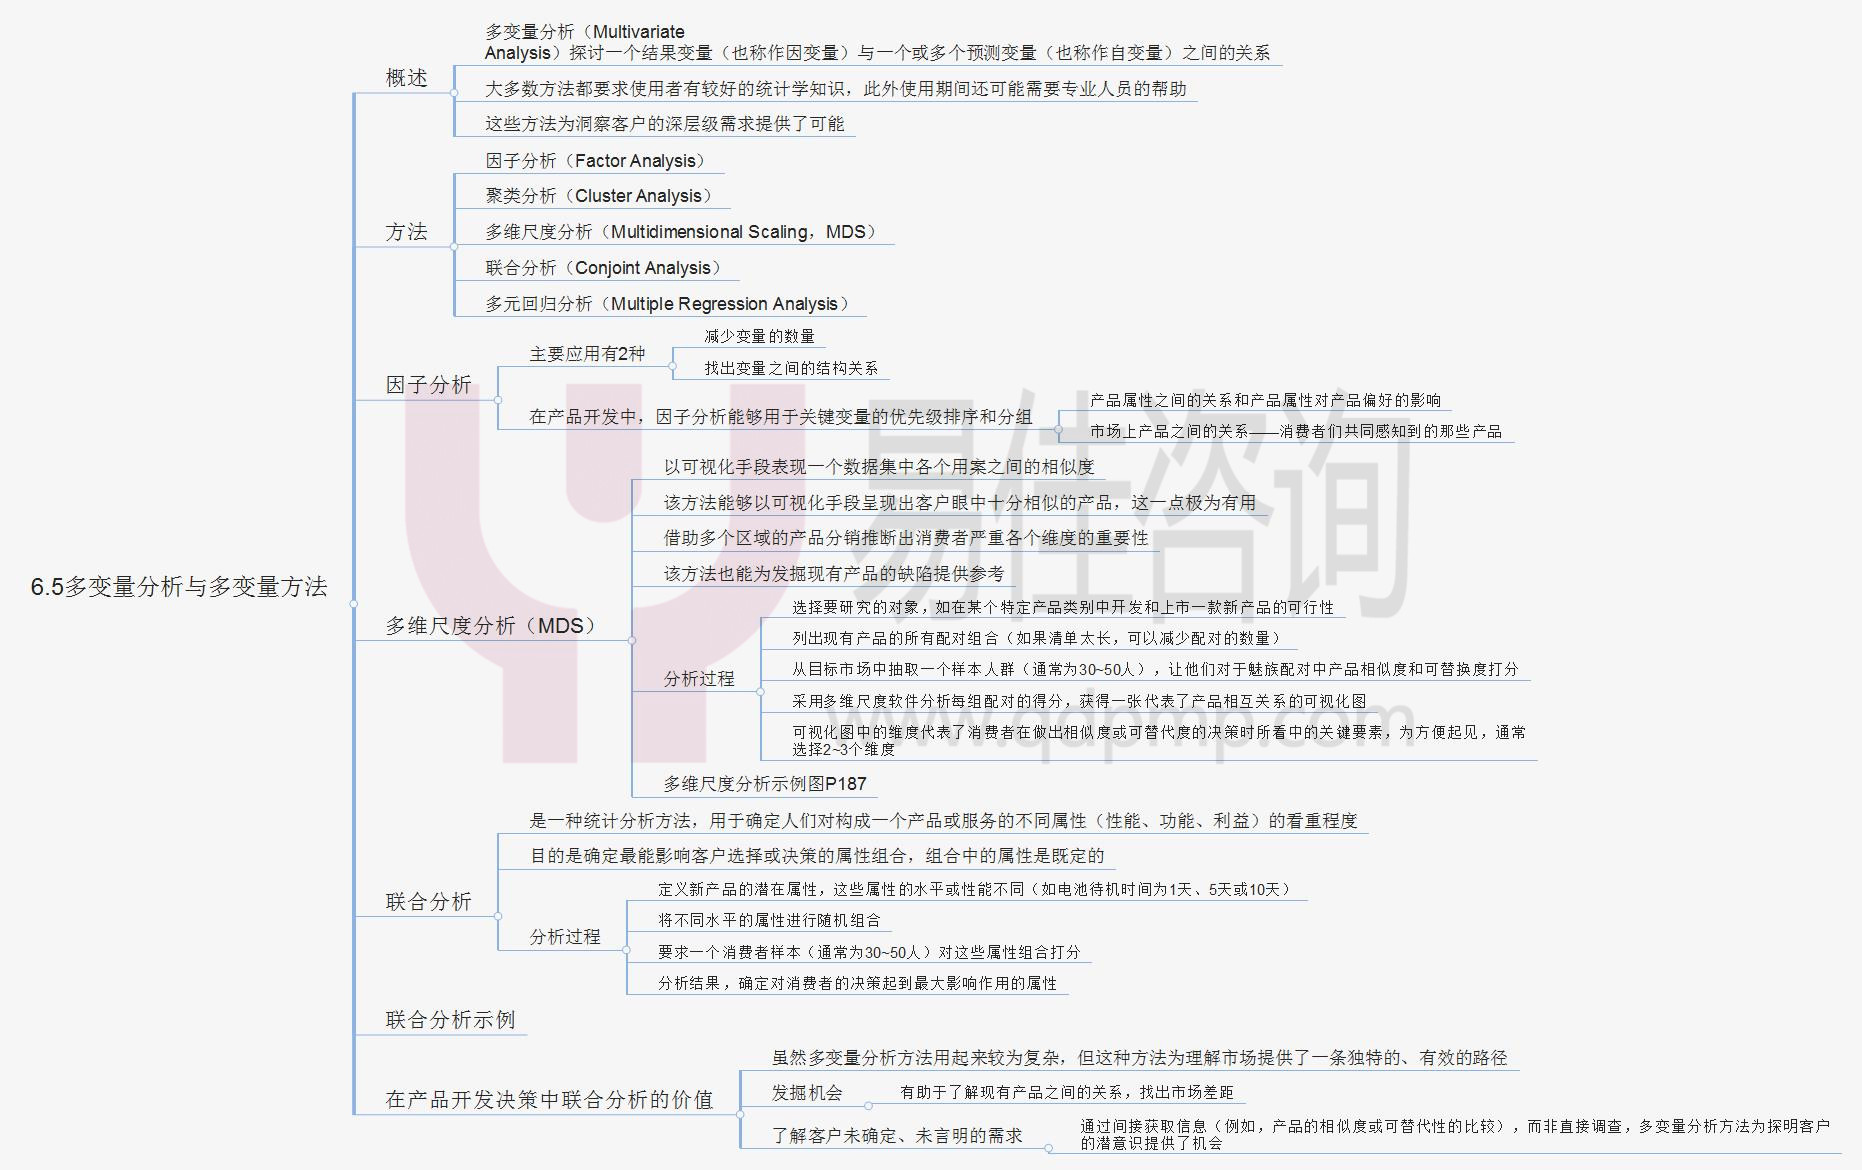 6.5多变量分析与多变量方法
概述
多变量分析（Multivariate
Analysis）探讨一个结果变量（也称作因变量）与一个或多个预测变量（也称作自变量）之间的关系
大多数方法都要求使用者有较好的统计学知识，此外使用期间还可能需要专业人员的帮助
这些方法为洞察客户的深层级需求提供了可能
方法
因子分析（Factor Analysis）
聚类分析（Cluster Analysis）
多维尺度分析（Multidimensional Scaling，MDS）
联合分析（Conjoint Analysis）
多元回归分析（Multiple Regression Analysis）
因子分析
主要应用有2种
减少变量的数量
找出变量之间的结构关系
在产品开发中，因子分析能够用于关键变量的优先级排序和分组
产品属性之间的关系和产品属性对产品偏好的影响
市场上产品之间的关系——消费者们共同感知到的那些产品
多维尺度分析（MDS）
以可视化手段表现一个数据集中各个用案之间的相似度
该方法能够以可视化手段呈现出客户眼中十分相似的产品，这一点极为有用
借助多个区域的产品分销推断出消费者严重各个维度的重要性
该方法也能为发掘现有产品的缺陷提供参考
分析过程
选择要研究的对象，如在某个特定产品类别中开发和上市一款新产品的可行性
列出现有产品的所有配对组合（如果清单太长，可以减少配对的数量）
从目标市场中抽取一个样本人群（通常为30~50人），让他们对于魅族配对中产品相似度和可替换度打分
采用多维尺度软件分析每组配对的得分，获得一张代表了产品相互关系的可视化图
可视化图中的维度代表了消费者在做出相似度或可替代度的决策时所看中的关键要素，为方便起见，通常
选择2~3个维度
多维尺度分析示例图P187
联合分析
是一种统计分析方法，用于确定人们对构成一个产品或服务的不同属性（性能、功能、利益）的看重程度
目的是确定最能影响客户选择或决策的属性组合，组合中的属性是既定的
分析过程
定义新产品的潜在属性，这些属性的水平或性能不同（如电池待机时间为1天、5天或10天）
将不同水平的属性进行随机组合
要求一个消费者样本（通常为30~50人）对这些属性组合打分
分析结果，确定对消费者的决策起到最大影响作用的属性
联合分析示例
在产品开发决策中联合分析的价值
虽然多变量分析方法用起来较为复杂，但这种方法为理解市场提供了一条独特的、有效的路径
发掘机会
有助于了解现有产品之间的关系，找出市场差距
了解客户未确定、未言明的需求
通过间接获取信息（例如，产品的相似度或可替代性的比较），而非直接调查，多变量分析方法为探明客户
的潜意识提供了机会
易佳咨询
www.qdpmp.com